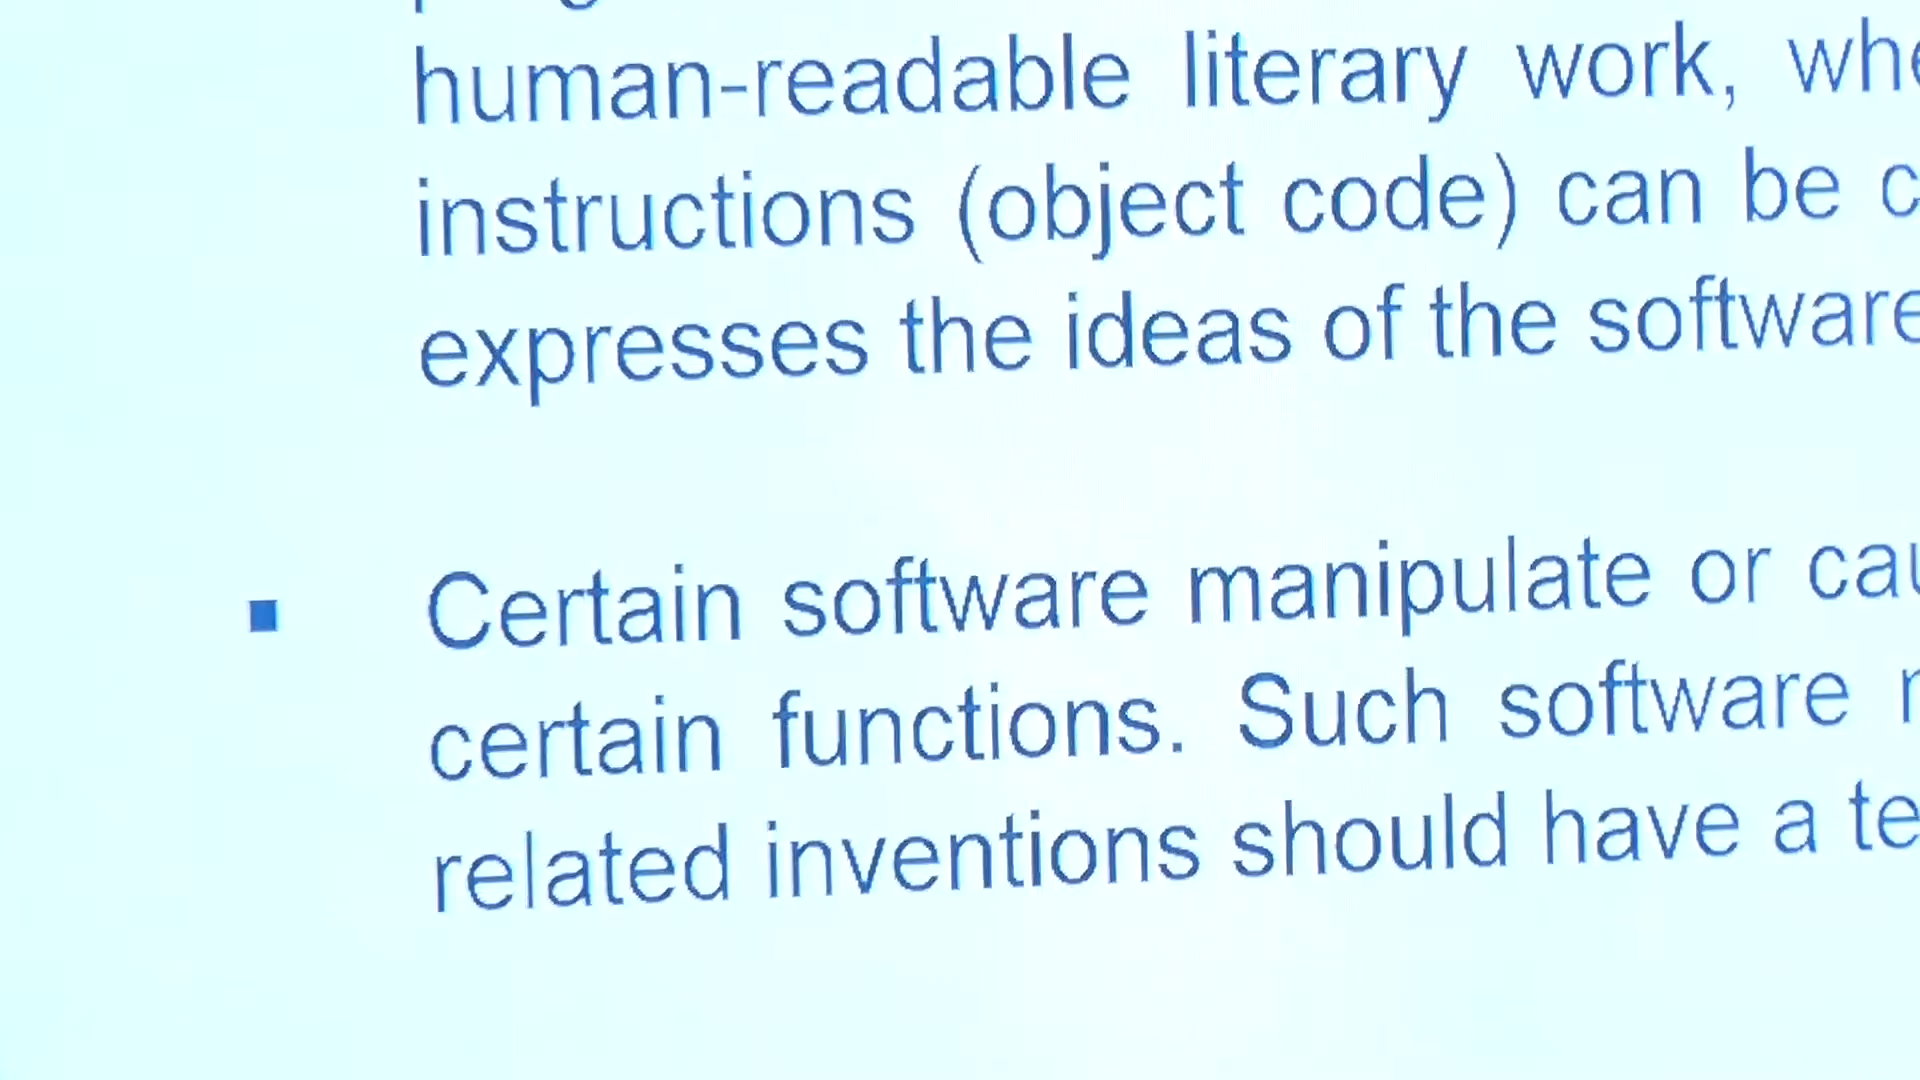 human-readable literary work,
instructions (object code) can be
expresses the ideas of the software
▪ Certain software manipulate or
certain functions. Such software
related inventions should have a